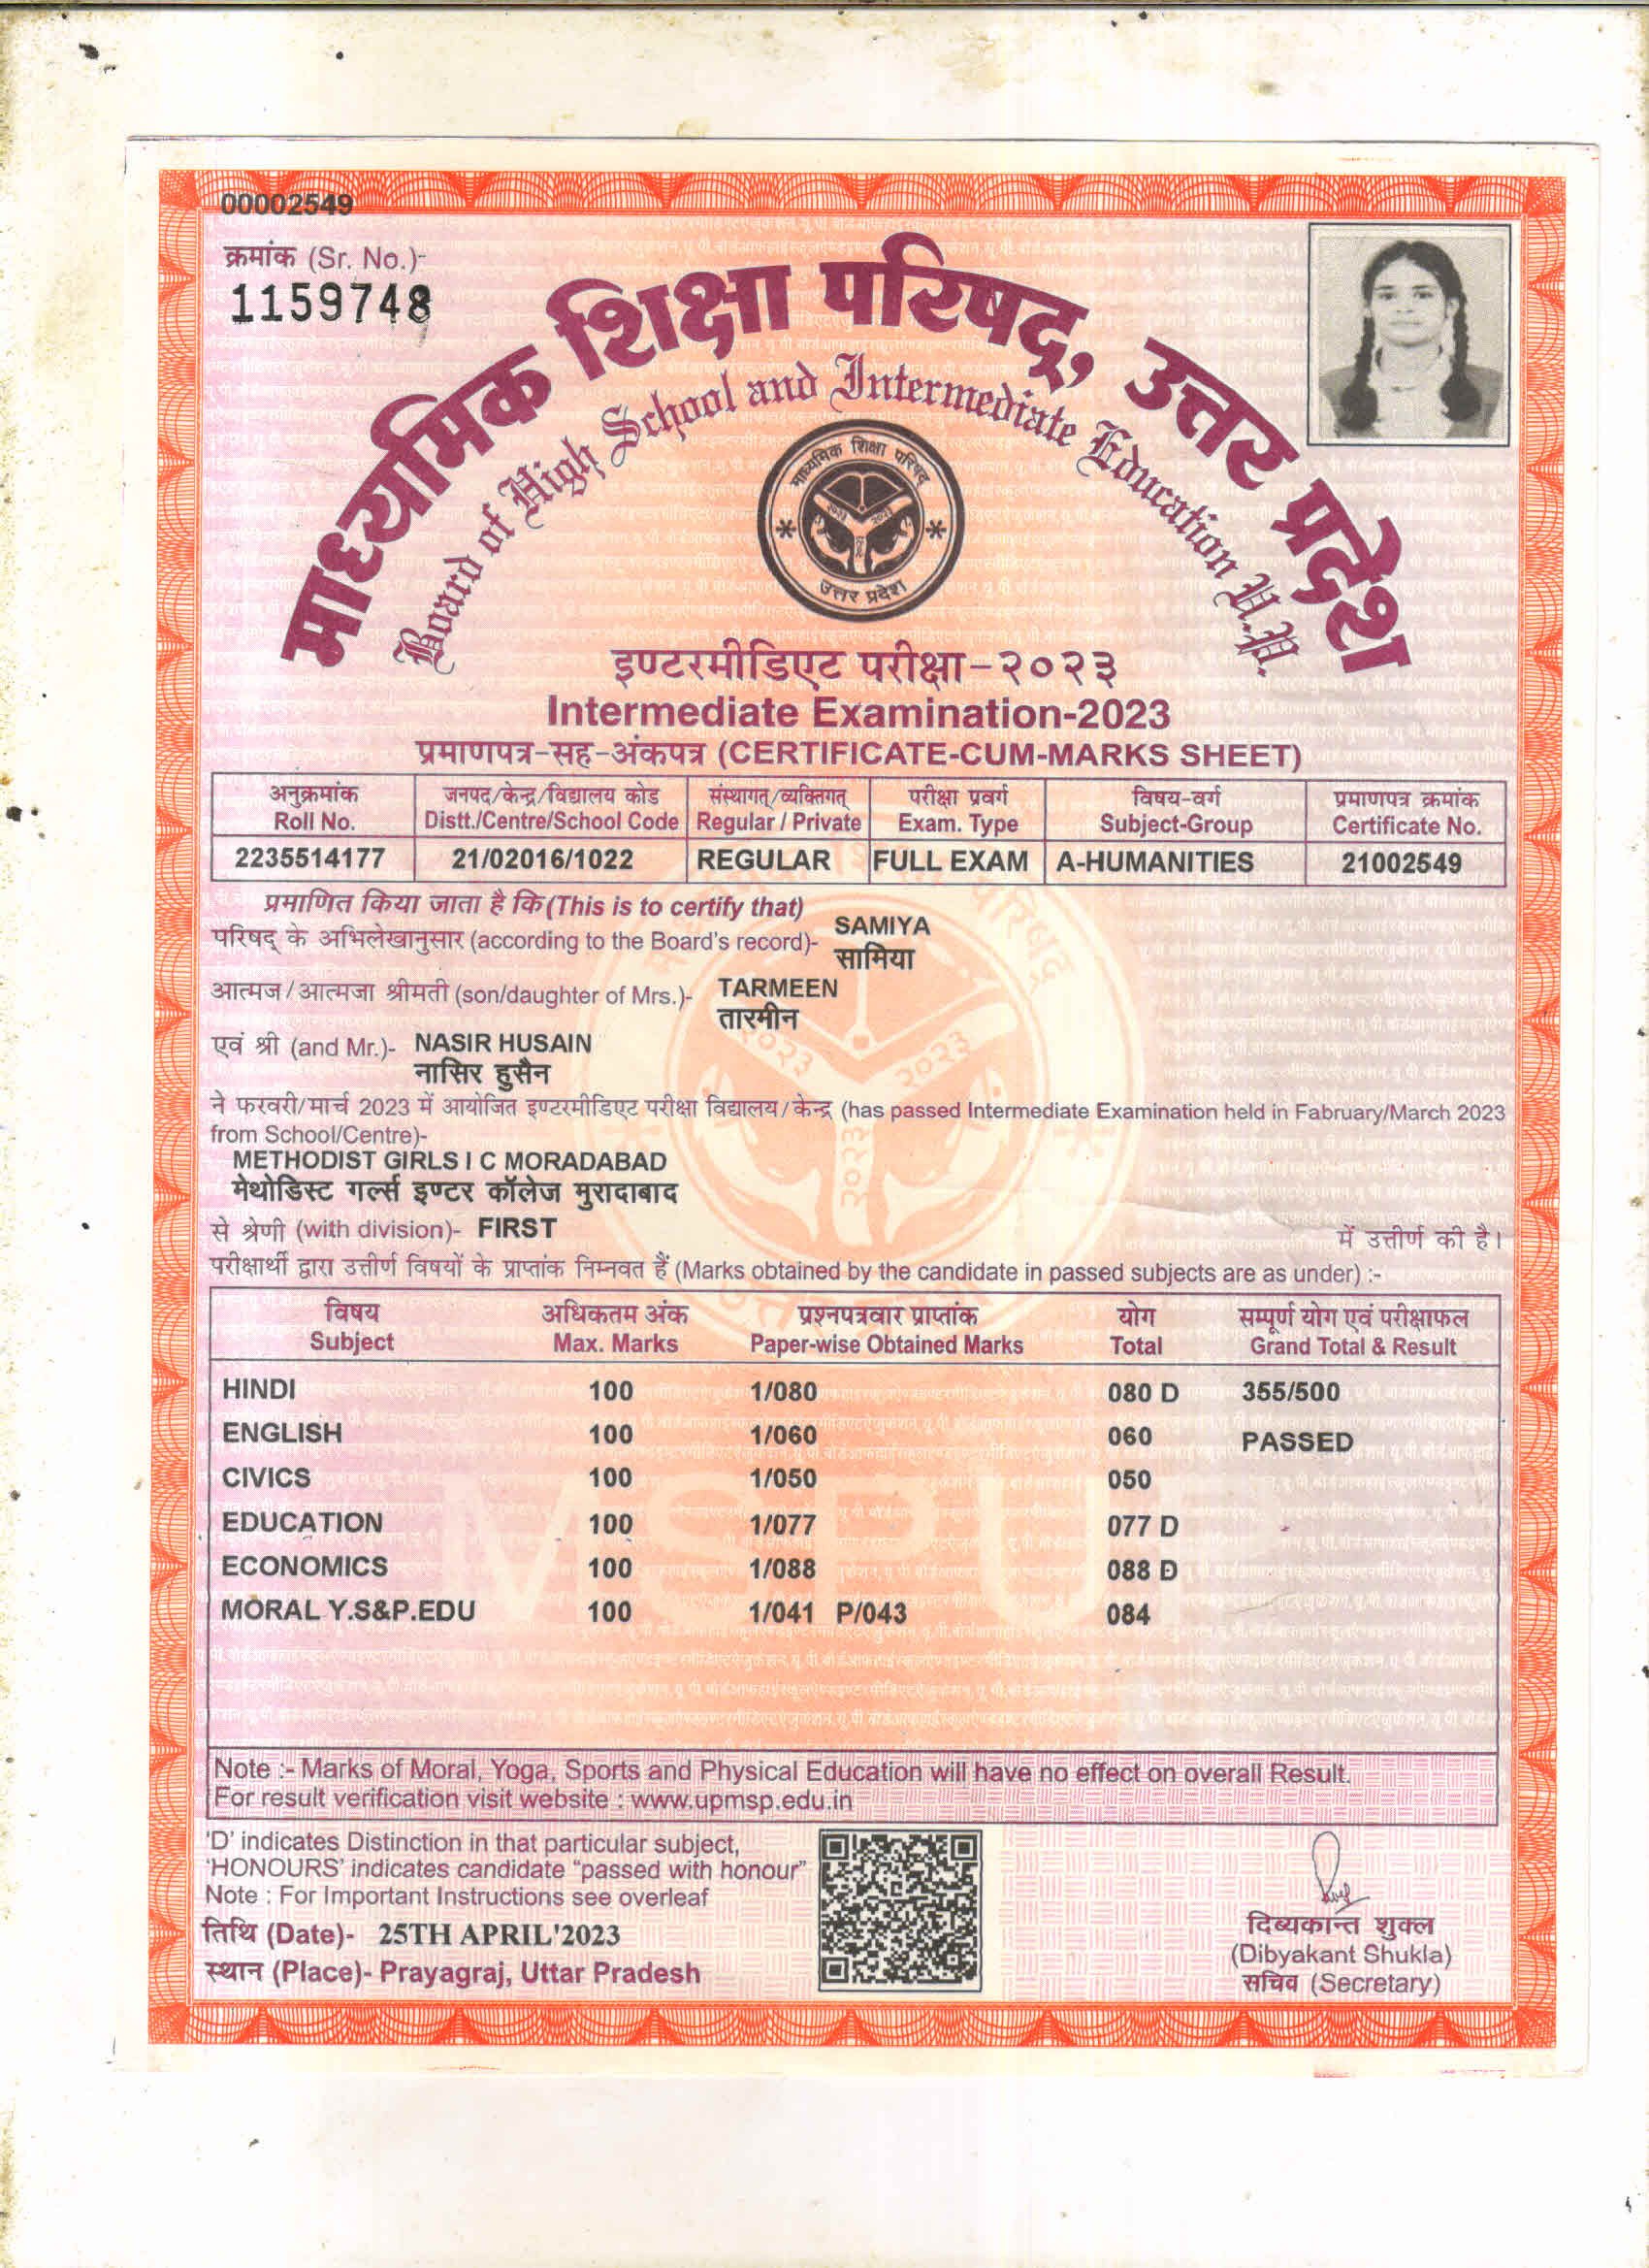 00002549
क्रमांक (Sr. No.)-
1159748
माध्यमिक शिक्षा परिषद्, उत्तर प्रदेश
Board of High School and Intermediate Education U.P.
माध्यमिक शिक्षा परिषद्
उत्तर प्रदेश
इण्टरमीडिएट परीक्षा-२०२३
Intermediate Examination-2023
प्रमाणपत्र-सह-अंकपत्र (CERTIFICATE-CUM-MARKS SHEET)
अनुक्रमांक जनपद/केन्द्र/विद्यालय कोड संस्थागत्/व्यक्तिगत् परीक्षा प्रवर्ग विषय-वर्ग प्रमाणपत्र क्रमांक
Roll No. Distt./Centre/School Code Regular / Private Exam. Type Subject-Group Certificate No.
2235514177 21/02016/1022 REGULAR FULL EXAM A-HUMANITIES 21002549
प्रमाणित किया जाता है कि (This is to certify that)
परिषद् के अभिलेखानुसार (according to the Board's record)- SAMIYA
सामिया
आत्मज / आत्मजा श्रीमती (son/daughter of Mrs.)- TARMEEN
तारमीन
एवं श्री (and Mr.)- NASIR HUSAIN
नासिर हुसैन
ने फरवरी/मार्च 2023 में आयोजित इण्टरमीडिएट परीक्षा विद्यालय/केन्द्र (has passed Intermediate Examination held in Fabruary/March 2023
from School/Centre)-
METHODIST GIRLS I C MORADABAD
मेथोडिस्ट गर्ल्स इण्टर कॉलेज मुरादाबाद
से श्रेणी (with division)- FIRST में उत्तीर्ण की है।
परीक्षार्थी द्वारा उत्तीर्ण विषयों के प्राप्तांक निम्नवत हैं (Marks obtained by the candidate in passed subjects are as under) :-
विषय अधिकतम अंक प्रश्नपत्रवार प्राप्तांक योग सम्पूर्ण योग एवं परीक्षाफल
Subject Max. Marks Paper-wise Obtained Marks Total Grand Total & Result
HINDI 100 1/080 080 D 355/500
ENGLISH 100 1/060 060 PASSED
CIVICS 100 1/050 050
EDUCATION 100 1/077 077 D
ECONOMICS 100 1/088 088 D
MORAL Y.S&P.EDU 100 1/041 P/043 084
MSPUP
Note :- Marks of Moral, Yoga, Sports and Physical Education will have no effect on overall Result.
For result verification visit website : www.upmsp.edu.in
'D' indicates Distinction in that particular subject,
'HONOURS' indicates candidate "passed with honour"
Note : For Important Instructions see overleaf
तिथि (Date)- 25TH APRIL'2023
स्थान (Place)- Prayagraj, Uttar Pradesh
दिब्यकान्त शुक्ल
(Dibyakant Shukla)
सचिव (Secretary)